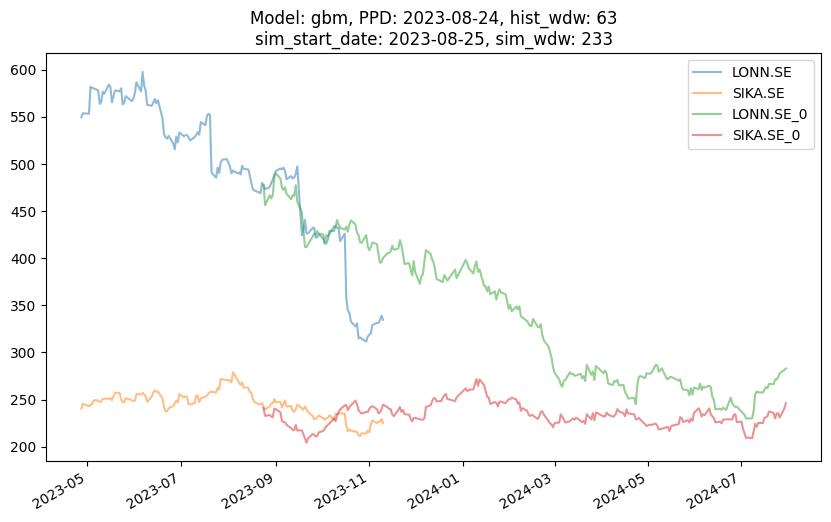 Model: gbm, PPD: 2023-08-24, hist_wdw: 63
sim_start_date: 2023-08-25, sim_wdw: 233
LONN.SE
SIKA.SE
LONN.SE_0
SIKA.SE_0
600
550
500
450
400
350
300
250
200
2023-05
2023-07
2023-09
2023-11
2024-01
2024-03
2024-05
2024-07